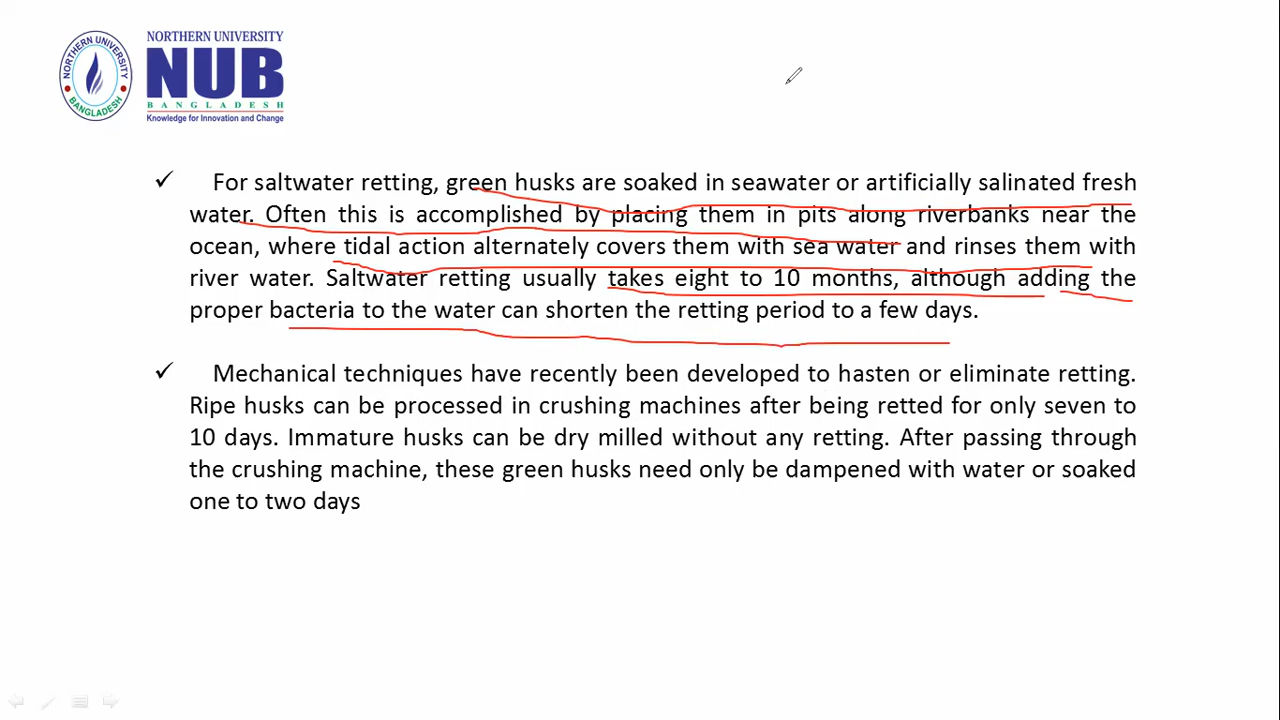 NORTHERN UNIVERSITY
NUB
BANGLADESH
Knowledge for Innovation and Change
NORTHERN UNIVERSITY
BANGLADESH
✓ For saltwater retting, green husks are soaked in seawater or artificially salinated fresh
water. Often this is accomplished by placing them in pits along riverbanks near the
ocean, where tidal action alternately covers them with sea water and rinses them with
river water. Saltwater retting usually takes eight to 10 months, although adding the
proper bacteria to the water can shorten the retting period to a few days.
✓ Mechanical techniques have recently been developed to hasten or eliminate retting.
Ripe husks can be processed in crushing machines after being retted for only seven to
10 days. Immature husks can be dry milled without any retting. After passing through
the crushing machine, these green husks need only be dampened with water or soaked
one to two days